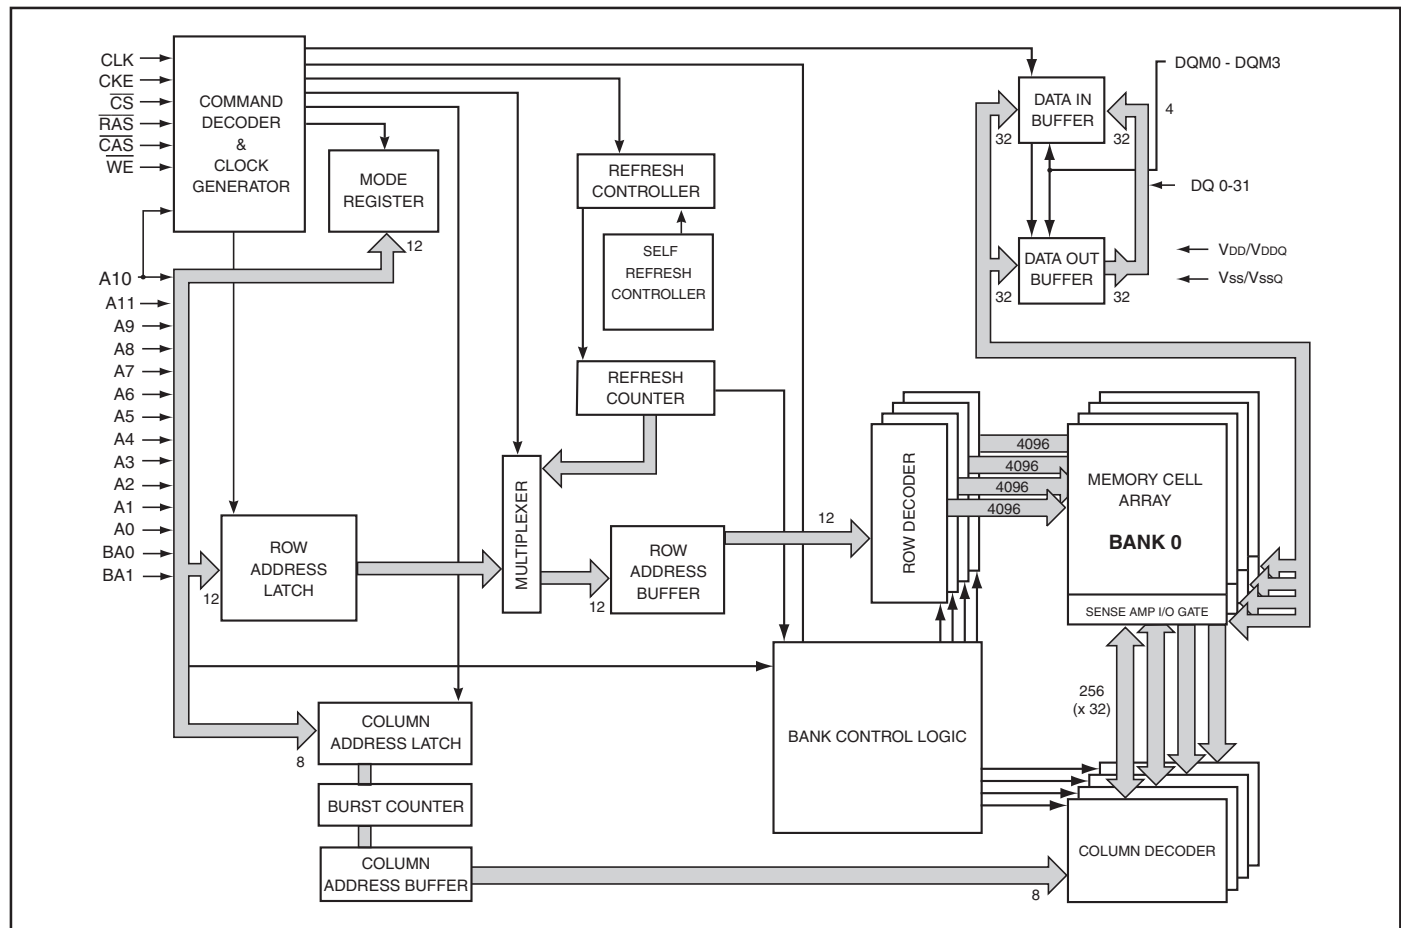 CLK
CKE
CS
RAS
CAS
WE
A10
A11
A9
A8
A7
A6
A5
A4
A3
A2
A1
A0
BA0
BA1
COMMAND
DECODER
&
CLOCK
GENERATOR
MODE
REGISTER
12
REFRESH
CONTROLLER
SELF
REFRESH
CONTROLLER
REFRESH
COUNTER
DATA IN
BUFFER
32
32
DQM0 - DQM3
4
DQ 0-31
DATA OUT
BUFFER
32
32
VDD/VDDQ
Vss/VssQ
MULTIPLEXER
12
ROW
ADDRESS
LATCH
12
ROW
ADDRESS
BUFFER
12
ROW DECODER
4096
4096
4096
4096
MEMORY CELL
ARRAY
BANK 0
SENSE AMP I/O GATE
256
(x 32)
BANK CONTROL LOGIC
8
COLUMN
ADDRESS LATCH
BURST COUNTER
COLUMN
ADDRESS BUFFER
8
COLUMN DECODER